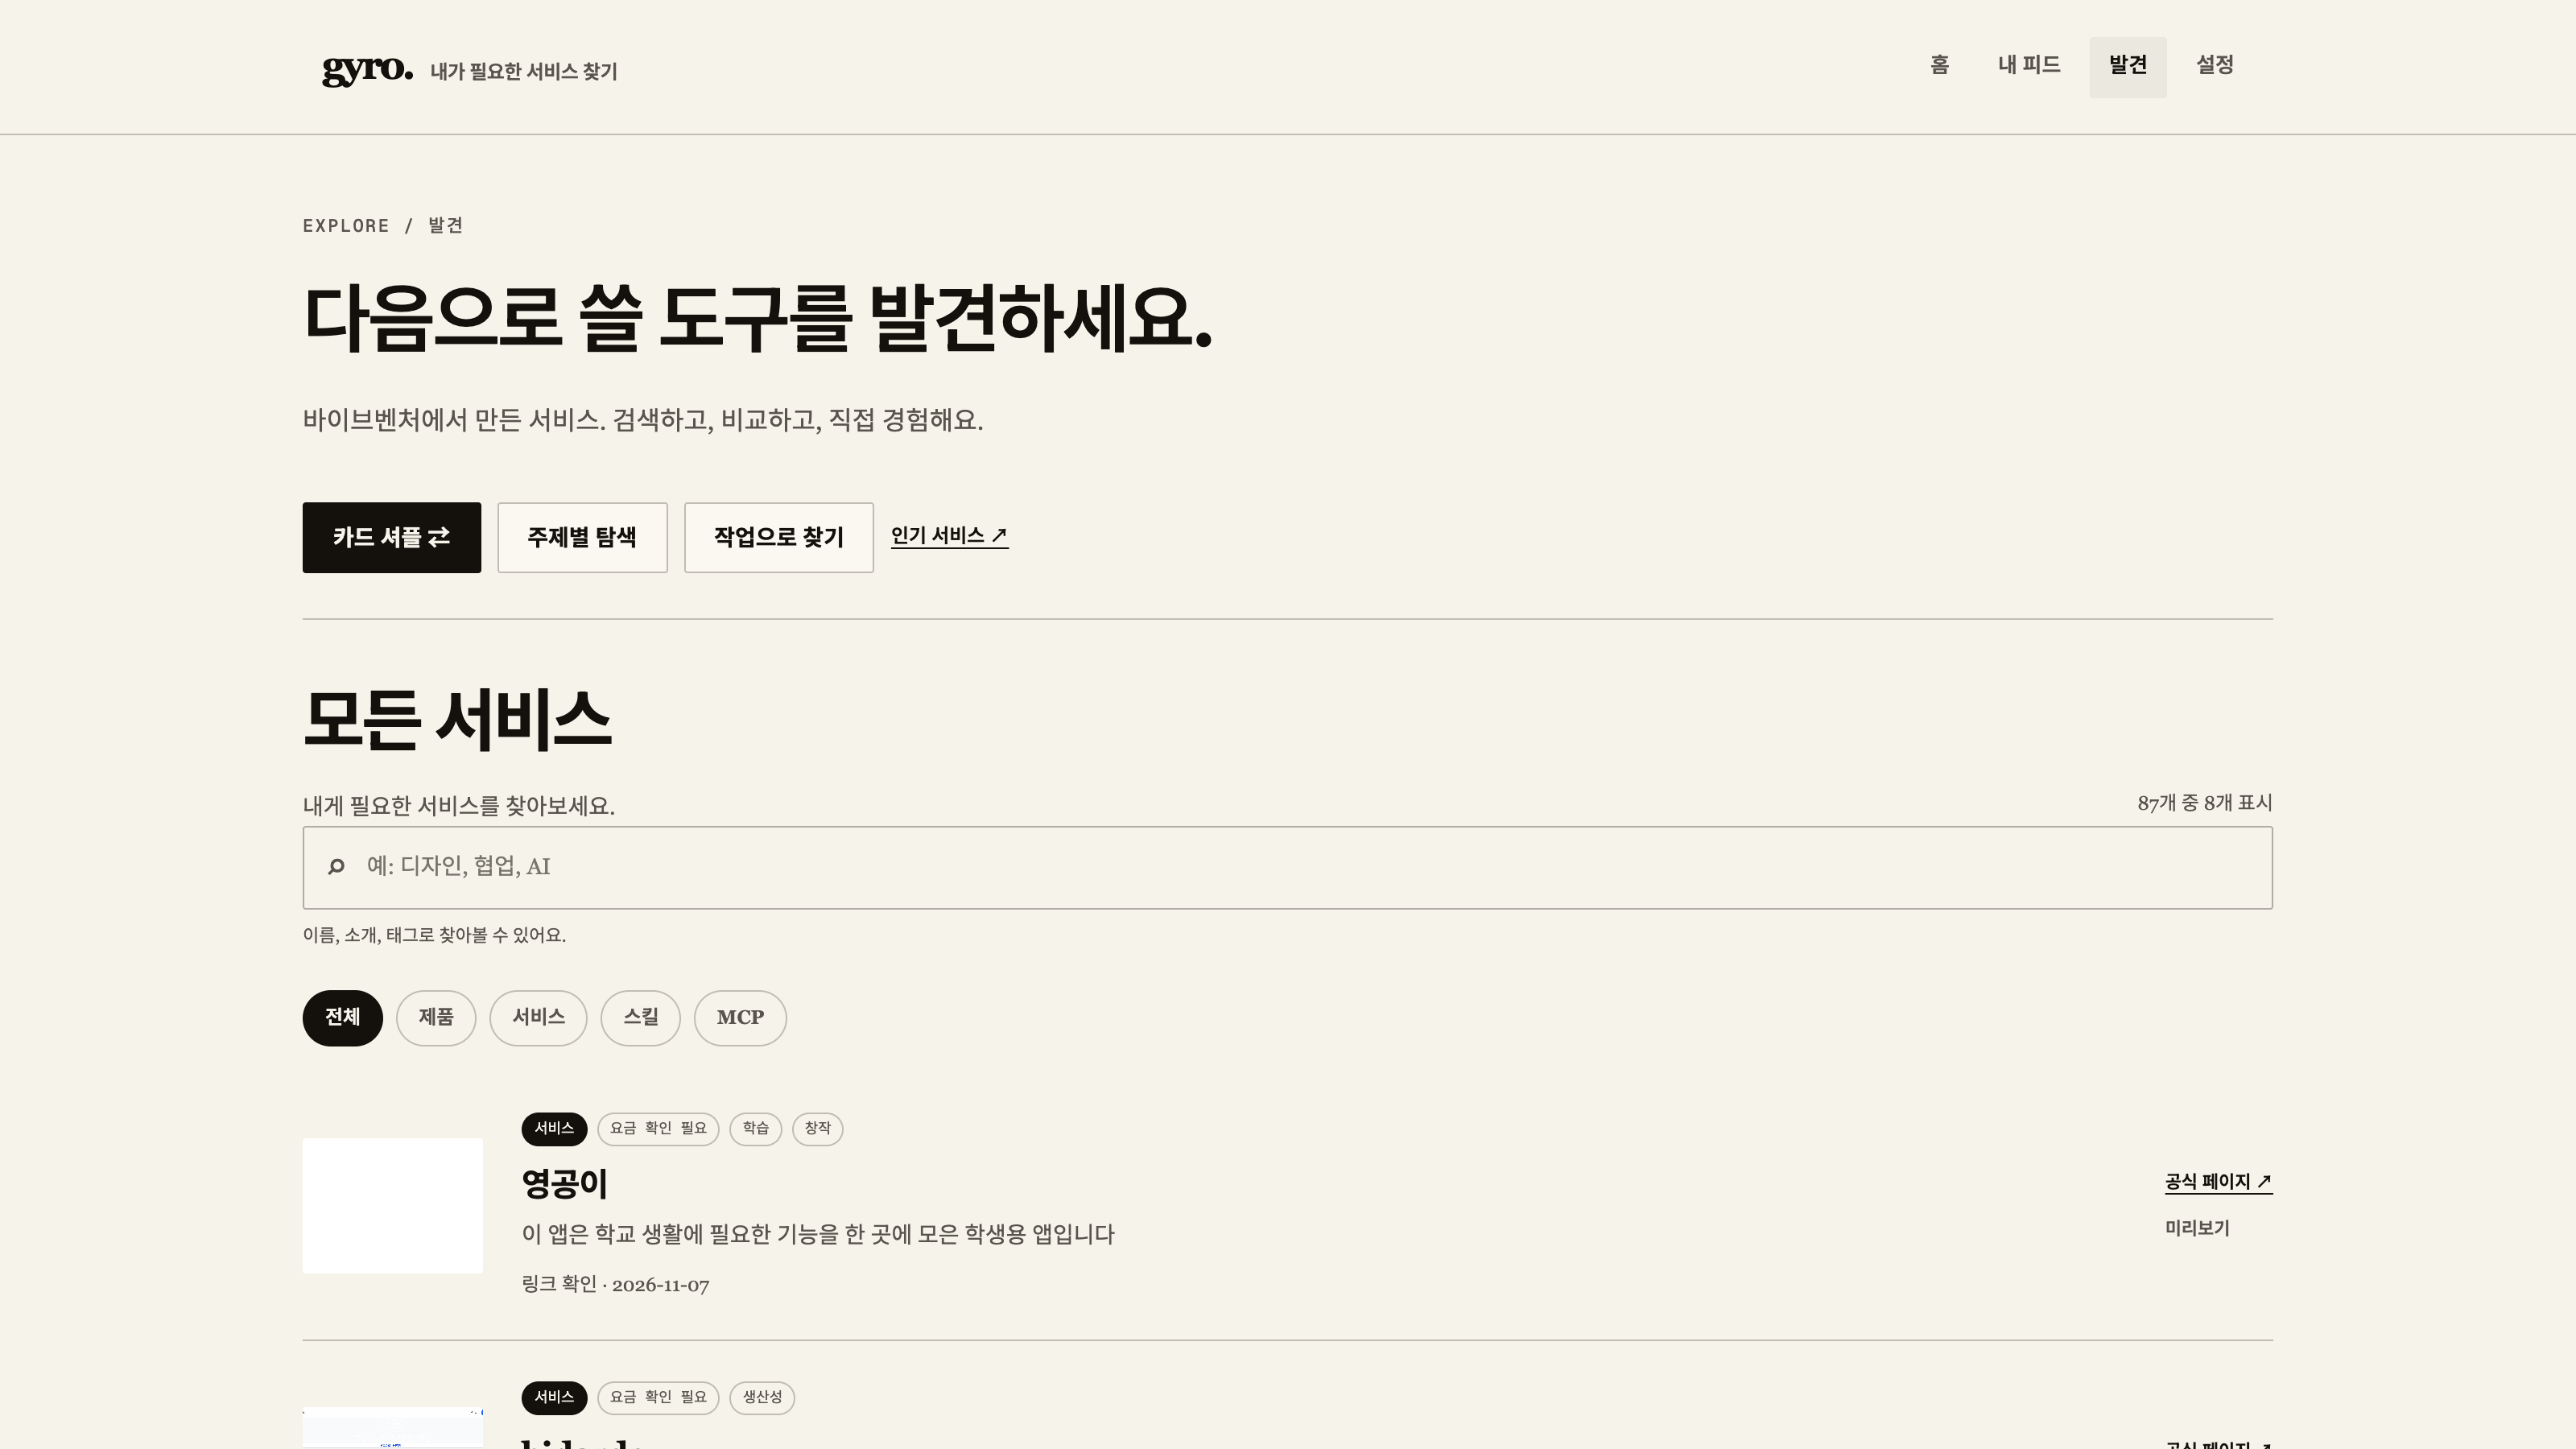 gyro. 내가 필요한 서비스 찾기
홈 내 피드 발견 설정
EXPLORE / 발견
다음으로 쓸 도구를 발견하세요.
바이브벤처에서 만든 서비스. 검색하고, 비교하고, 직접 경험해요.
카드 셔플 ⇄ 주제별 탐색 작업으로 찾기 인기 서비스 ↗
모든 서비스
내게 필요한 서비스를 찾아보세요. 87개 중 8개 표시
예: 디자인, 협업, AI
이름, 소개, 태그로 찾아볼 수 있어요.
전체 제품 서비스 스킬 MCP
서비스 요금 확인 필요 학습 창작
영공이
이 앱은 학교 생활에 필요한 기능을 한 곳에 모은 학생용 앱입니다
링크 확인 · 2026-11-07
공식 페이지 ↗
미리보기
서비스 요금 확인 필요 생산성
공식 페이지 ↗